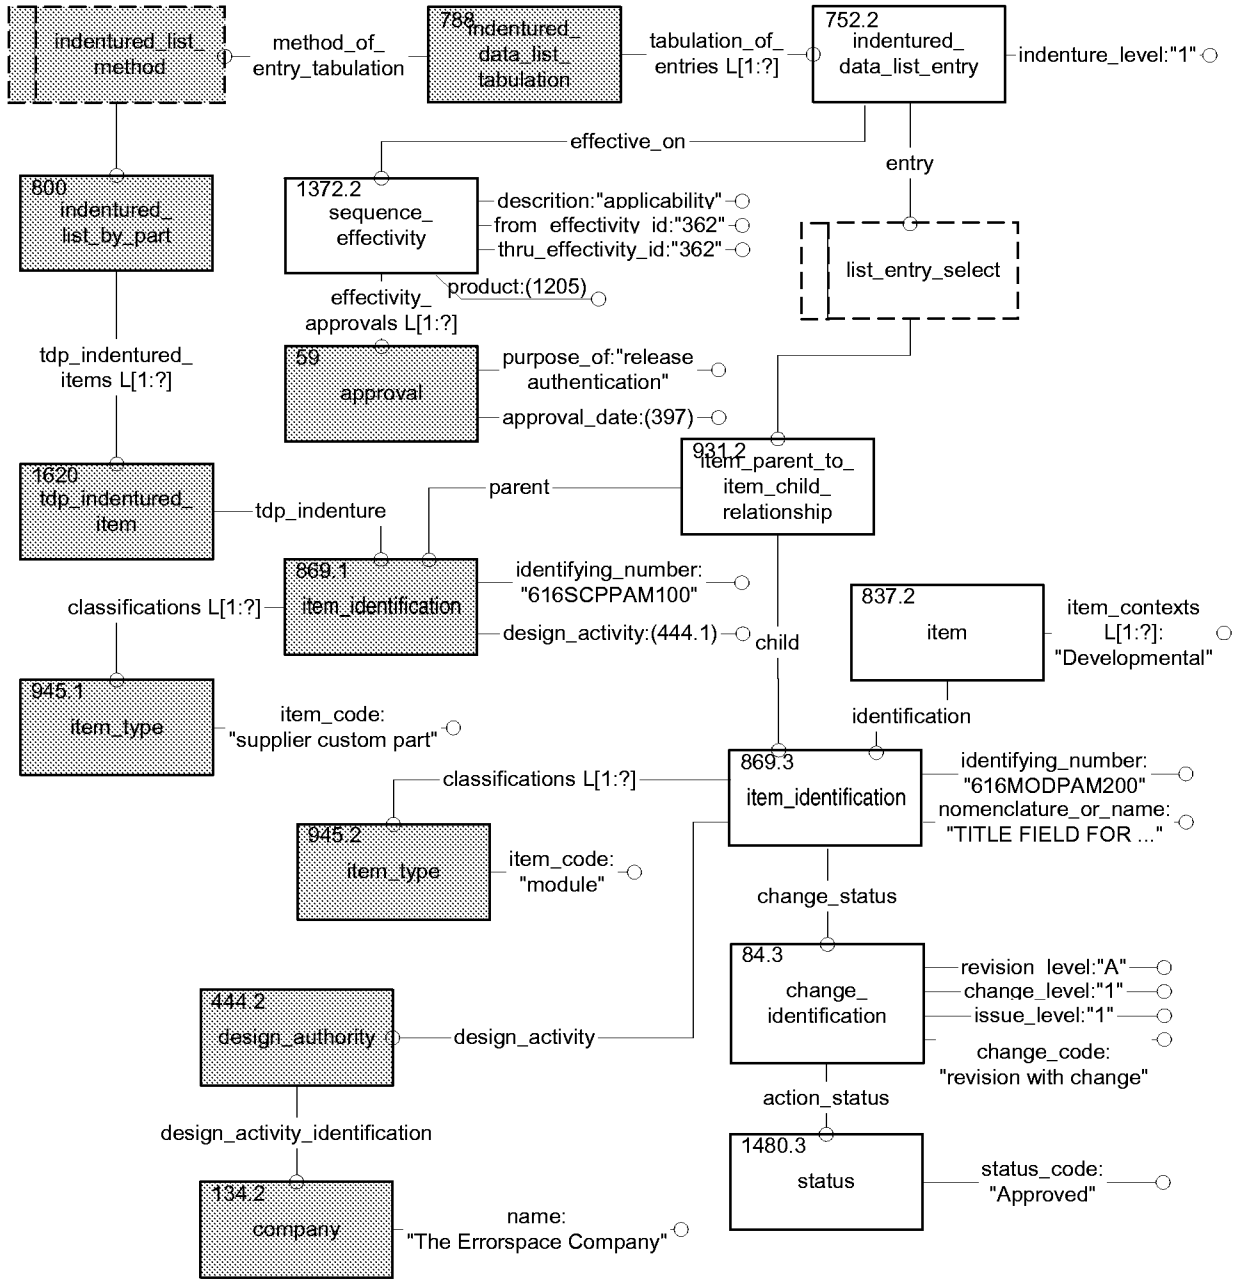 indentured_list_
method
method_of_
entry_tabulation
788
indentured_
data_list_
tabulation
tabulation_of_
entries L[1:?]
752.2
indentured_
data_list_entry
indenture_level:"1"
effective_on
entry
800
indentured_
list_by_part
1372.2
sequence_
effectivity
descrition:"applicability"
from_effectivity_id:"362"
thru_effectivity_id:"362"
product:(1205)
list_entry_select
effectivity_
approvals L[1:?]
tdp_indentured_
items L[1:?]
59
approval
purpose_of:"release
authentication"
approval_date:(397)
931.2
item_parent_to_
item_child_
relationship
parent
1620
tdp_indentured_
item
tdp_indenture
869.1
item_identification
identifying_number:
"616SCPPAM100"
design_activity:(444.1)
classifications L[1:?]
child
837.2
item
item_contexts
L[1:?]:
"Developmental"
945.1
item_type
item_code:
"supplier custom part"
identification
869.3
item_identification
identifying_number:
"616MODPAM200"
nomenclature_or_name:
"TITLE FIELD FOR ..."
classifications L[1:?]
945.2
item_type
item_code:
"module"
change_status
84.3
change_
identification
revision_level:"A"
change_level:"1"
issue_level:"1"
change_code:
"revision with change"
444.2
design_authority
design_activity
action_status
design_activity_identification
1480.3
status
status_code:
"Approved"
134.2
company
name:
"The Errorspace Company"